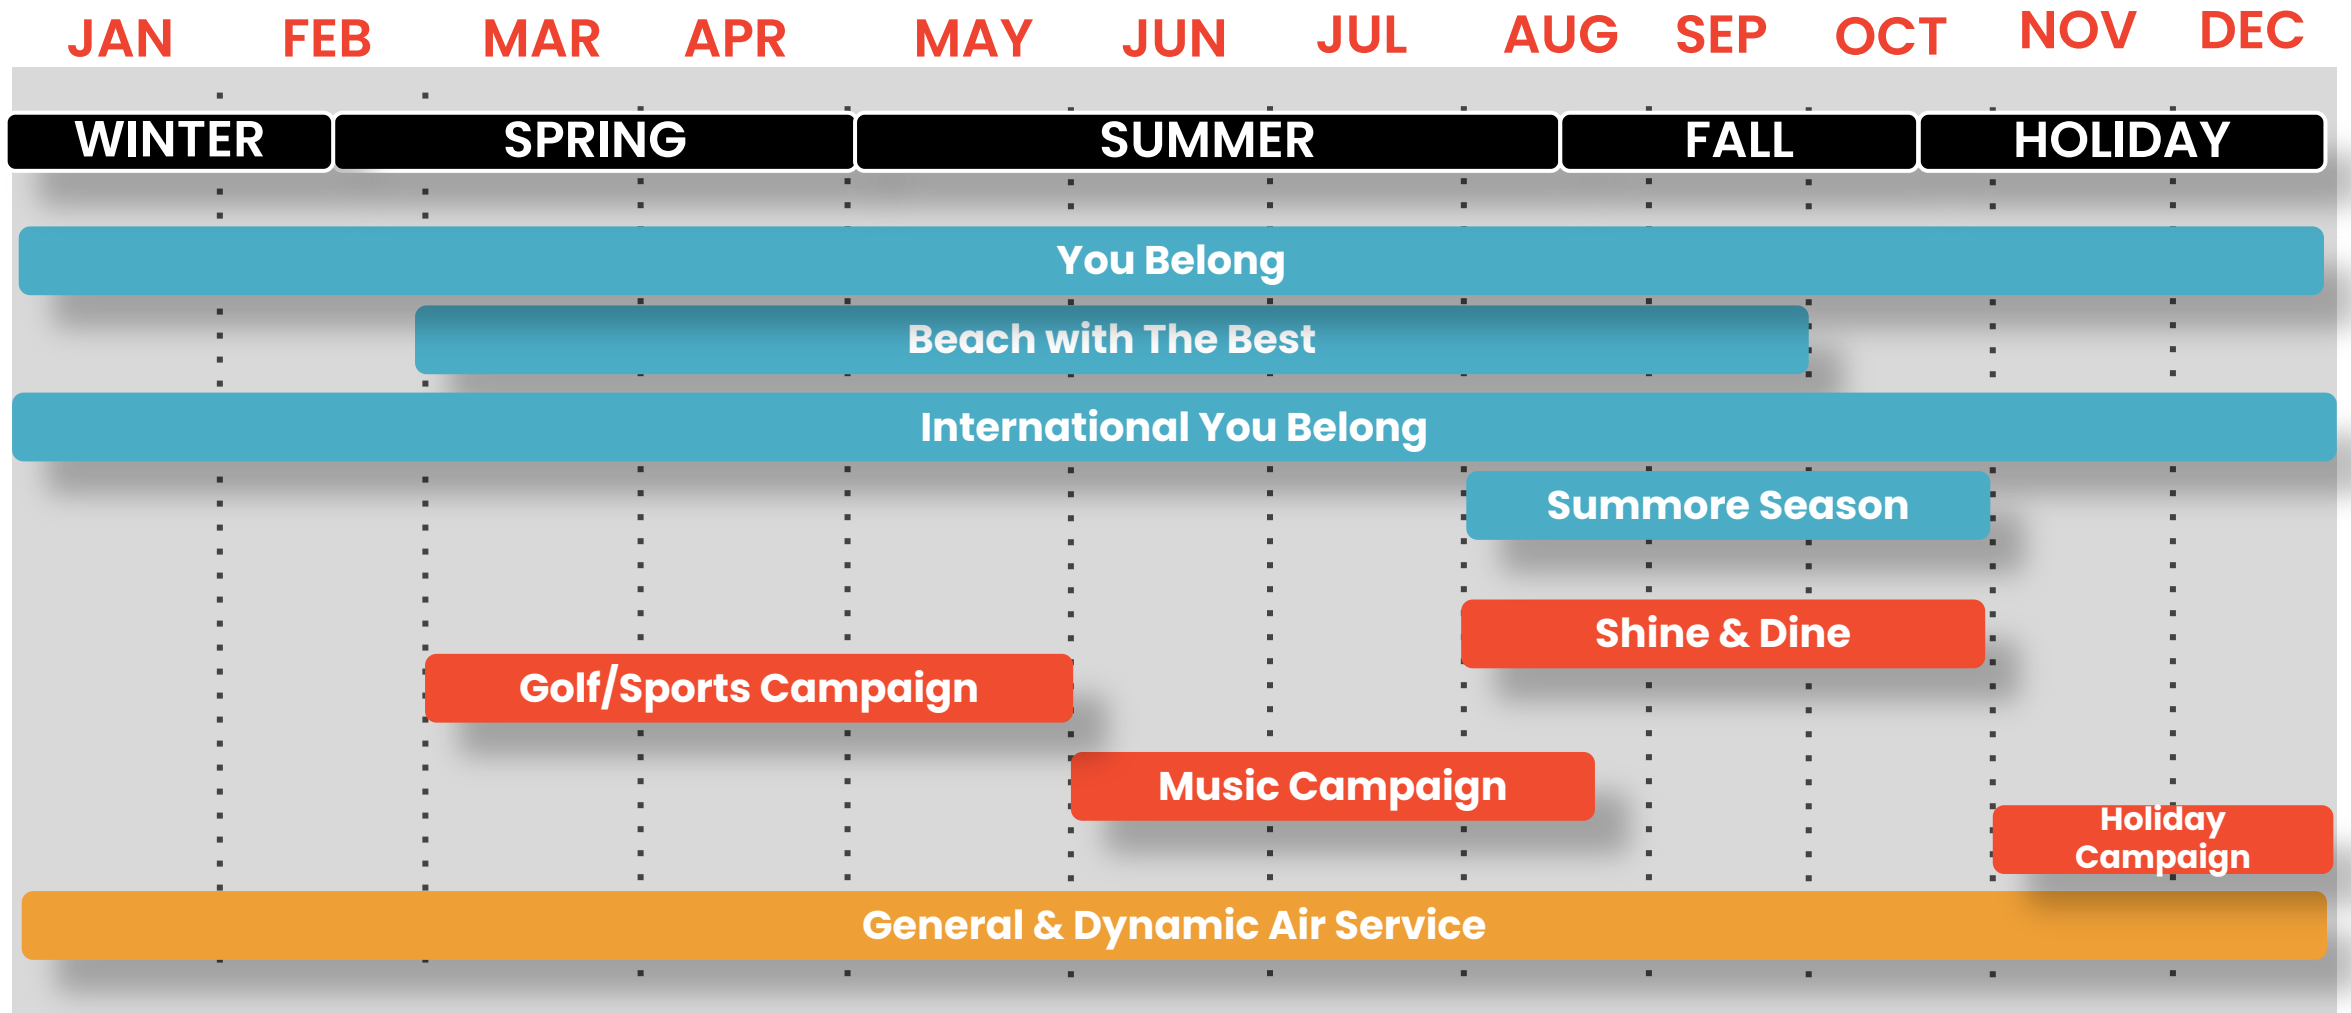 JAN FEB MAR APR MAY JUN JUL AUG SEP OCT NOV DEC
WINTER SPRING SUMMER FALL HOLIDAY
You Belong
Beach with The Best
International You Belong
Summore Season
Shine & Dine
Golf/Sports Campaign
Music Campaign
Holiday
Campaign
General & Dynamic Air Service